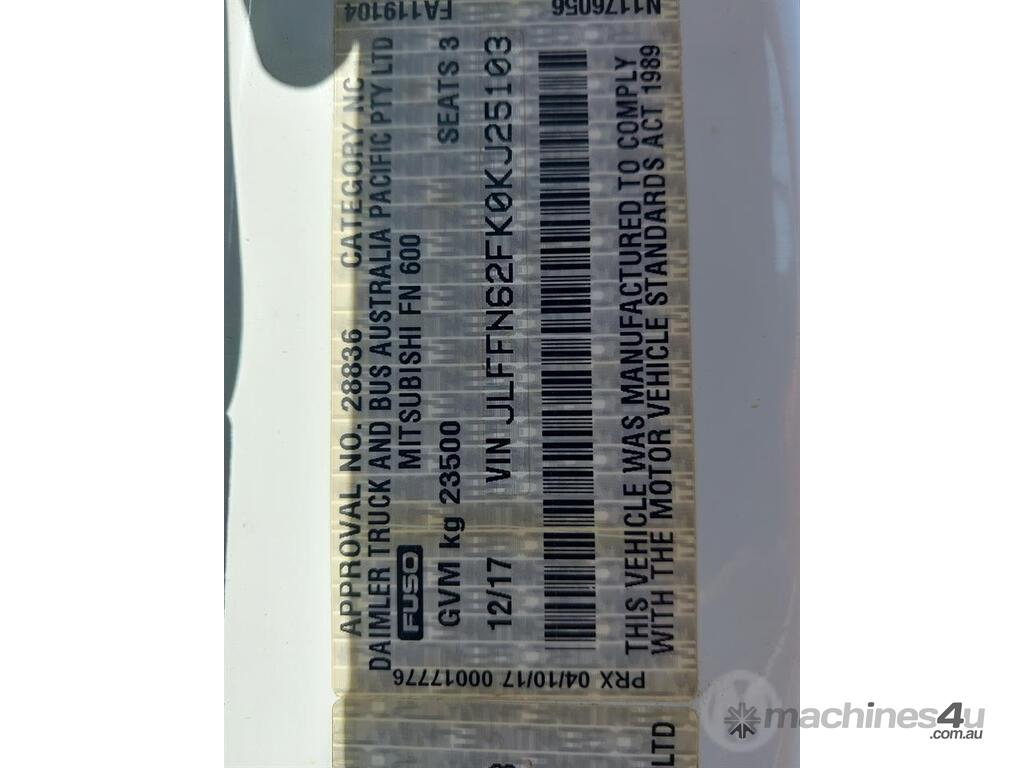 FA119104
N1176056
APPROVAL NO. 28836 CATEGORY NC
DAIMLER TRUCK AND BUS AUSTRALIA PACIFIC PTY LTD
FUSO MITSUBISHI FN 600
GVM kg 23500 SEATS 3
12/17 VIN JLFFN62FK0KJ25103
THIS VEHICLE WAS MANUFACTURED TO COMPLY
WITH THE MOTOR VEHICLE STANDARDS ACT 1989
PRX 04/10/17 00017776
LTD
machines4u
.com.au